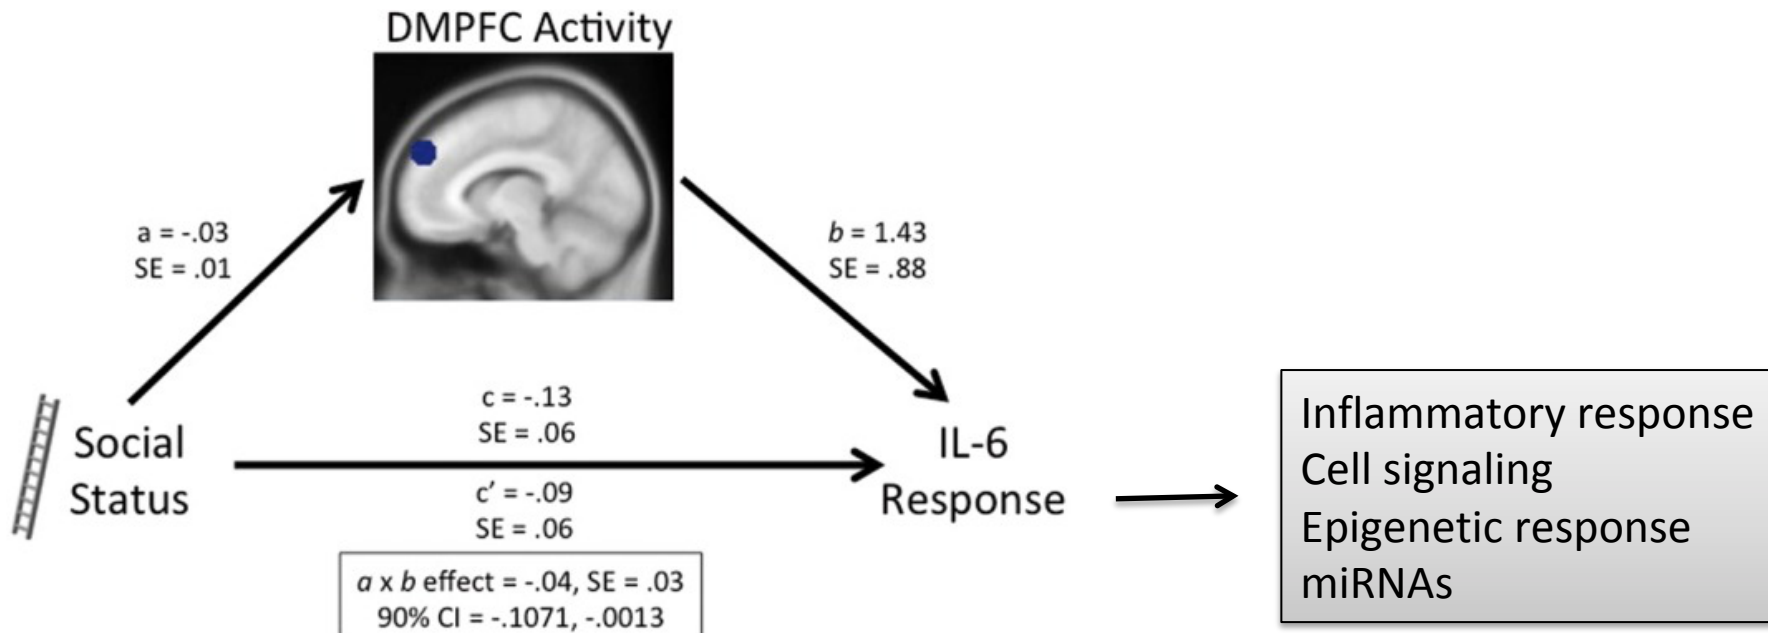 DMPFC Activity
a = -.03
SE = .01
b = 1.43
SE = .88
Social
Status
c = -.13
SE = .06
c’ = -.09
SE = .06
a x b effect = -.04, SE = .03
90% CI = -.1071, -.0013
IL-6
Response
Inflammatory response
Cell signaling
Epigenetic response
miRNAs